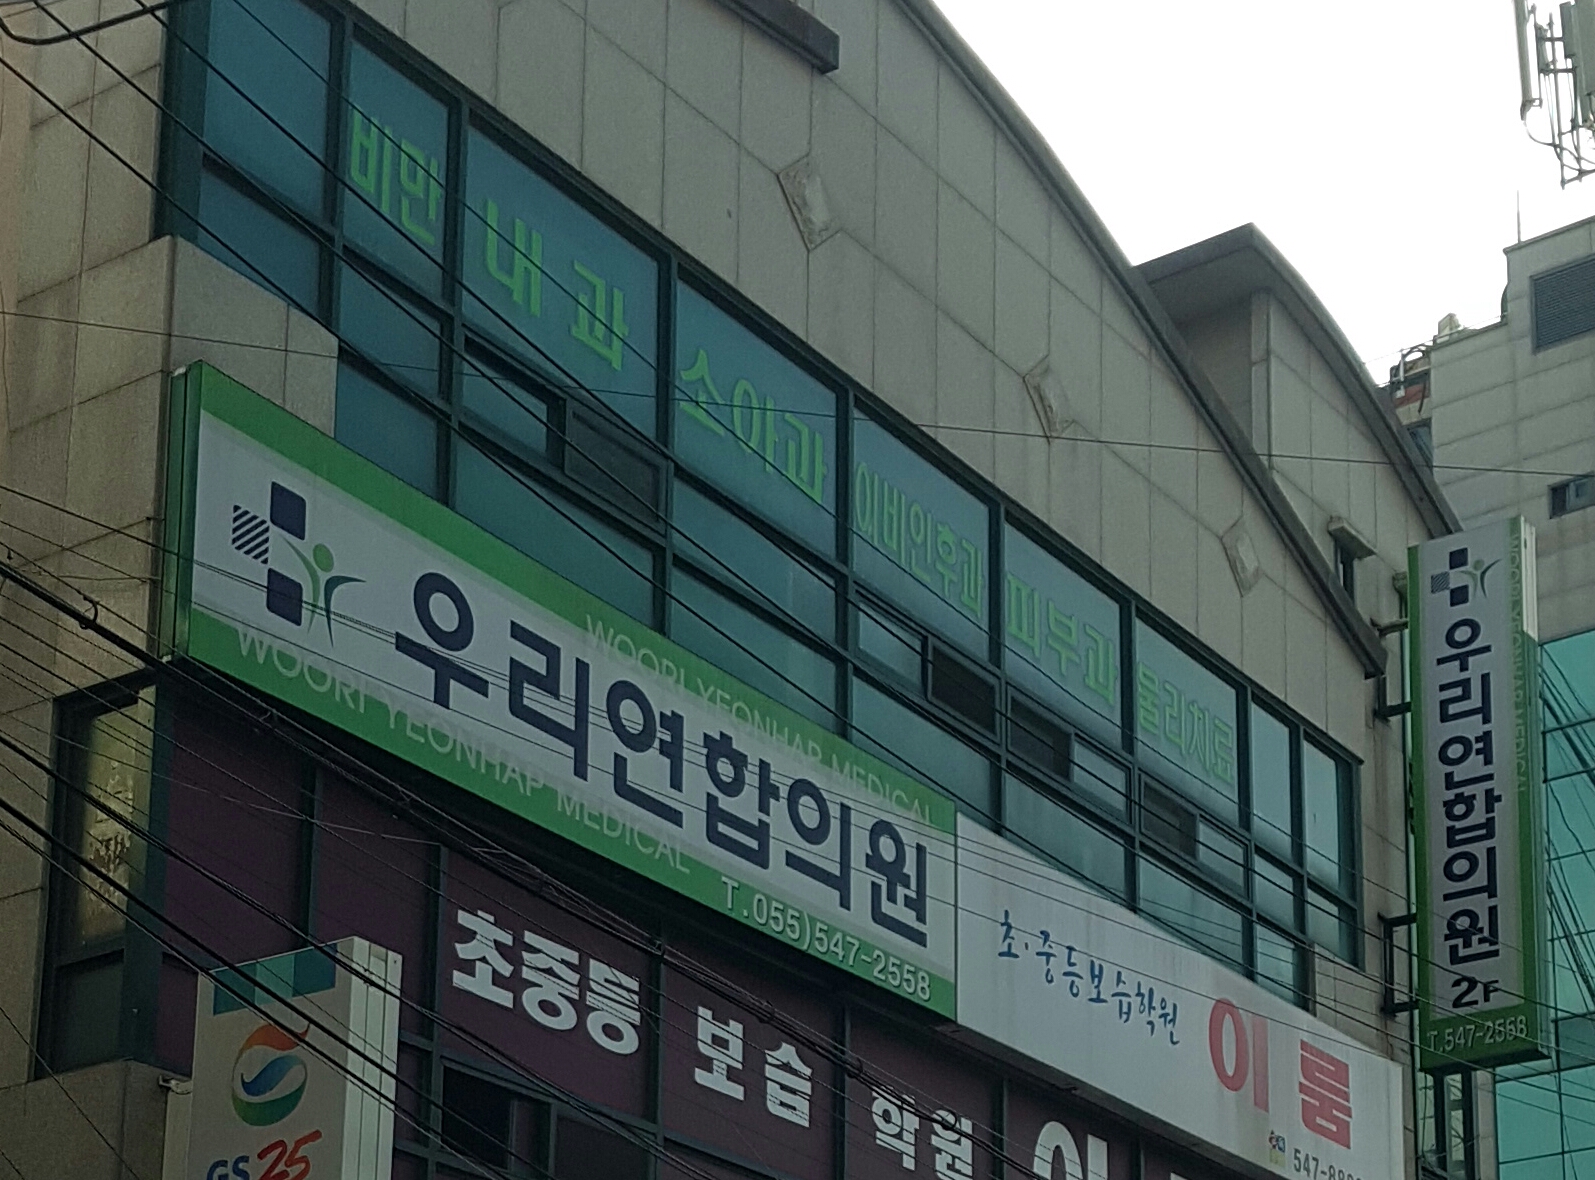 비만 내과 소아과 이비인후과 피부과 물리치료
WOORI YEONHAP MEDICAL
우리연합의원
WOORI YEONHAP MEDICAL
T.055)547-2558
우리연합의원
2F
WOORI YEONHAP MEDICAL
초·중등보습학원
이룸
초중등 보습 학원
GS25